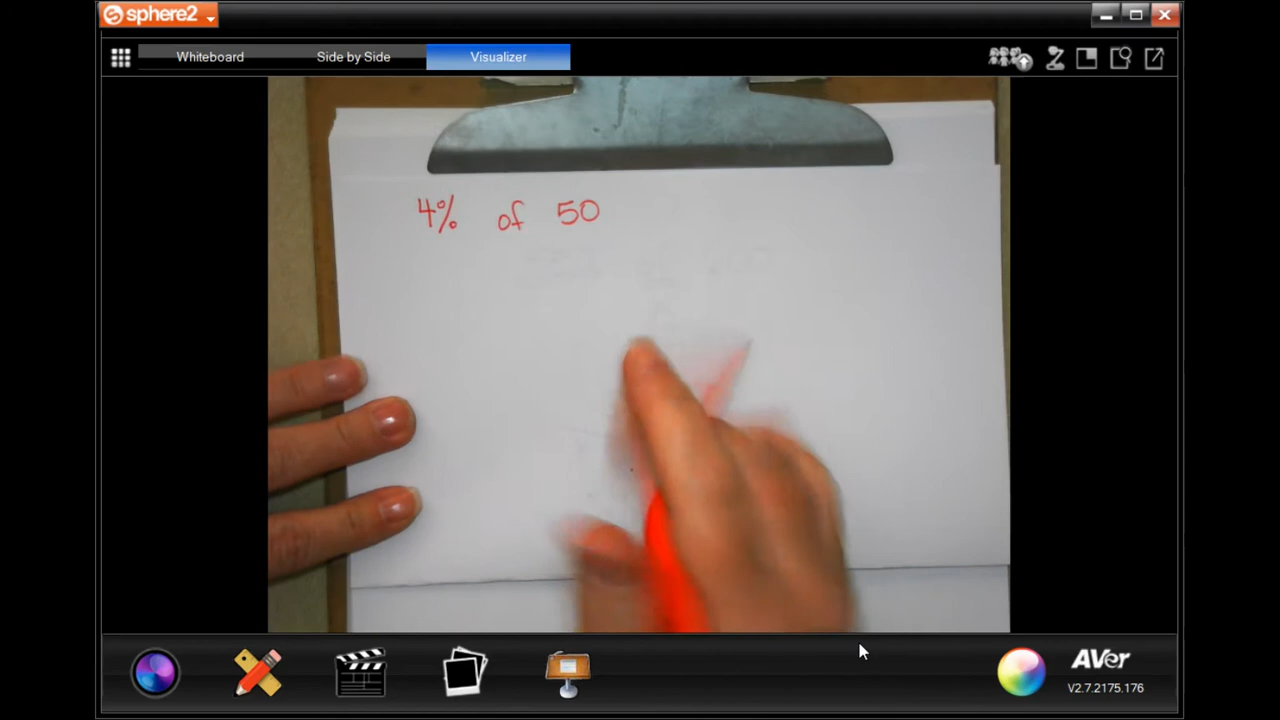 sphere2
Whiteboard Side by Side Visualizer
4% of 50
AVer
V2.7.2175.176